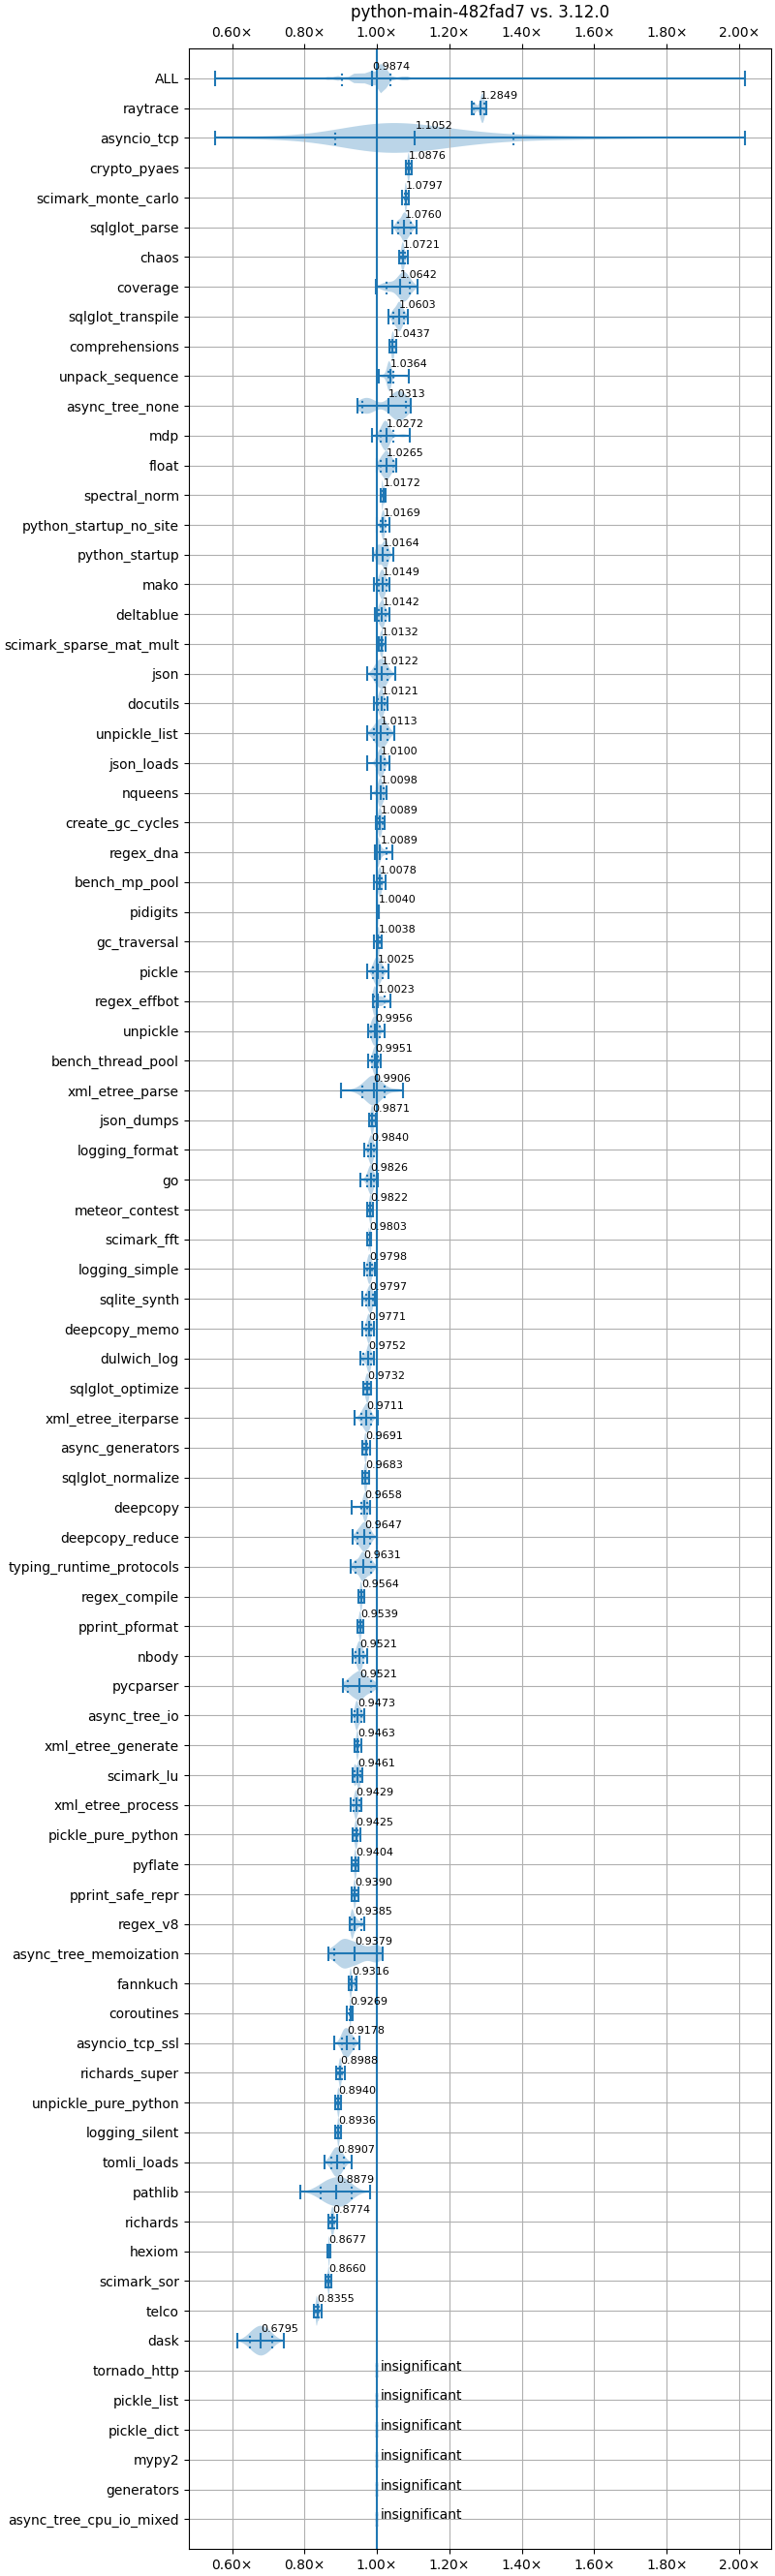 python-main-482fad7 vs. 3.12.0
0.60× 0.80× 1.00× 1.20× 1.40× 1.60× 1.80× 2.00×
ALL 0.9874
raytrace 1.2849
asyncio_tcp 1.1052
crypto_pyaes 1.0876
scimark_monte_carlo 1.0797
sqlglot_parse 1.0760
chaos 1.0721
coverage 1.0642
sqlglot_transpile 1.0603
comprehensions 1.0437
unpack_sequence 1.0364
async_tree_none 1.0313
mdp 1.0272
float 1.0265
spectral_norm 1.0172
python_startup_no_site 1.0169
python_startup 1.0164
mako 1.0149
deltablue 1.0142
scimark_sparse_mat_mult 1.0132
json 1.0122
docutils 1.0121
unpickle_list 1.0113
json_loads 1.0100
nqueens 1.0098
create_gc_cycles 1.0089
regex_dna 1.0089
bench_mp_pool 1.0078
pidigits 1.0040
gc_traversal 1.0038
pickle 1.0025
regex_effbot 1.0023
unpickle 0.9956
bench_thread_pool 0.9951
xml_etree_parse 0.9906
json_dumps 0.9871
logging_format 0.9840
go 0.9826
meteor_contest 0.9822
scimark_fft 0.9803
logging_simple 0.9798
sqlite_synth 0.9797
deepcopy_memo 0.9771
dulwich_log 0.9752
sqlglot_optimize 0.9732
xml_etree_iterparse 0.9711
async_generators 0.9691
sqlglot_normalize 0.9683
deepcopy 0.9658
deepcopy_reduce 0.9647
typing_runtime_protocols 0.9631
regex_compile 0.9564
pprint_pformat 0.9539
nbody 0.9521
pycparser 0.9521
async_tree_io 0.9473
xml_etree_generate 0.9463
scimark_lu 0.9461
xml_etree_process 0.9429
pickle_pure_python 0.9425
pyflate 0.9404
pprint_safe_repr 0.9390
regex_v8 0.9385
async_tree_memoization 0.9379
fannkuch 0.9316
coroutines 0.9269
asyncio_tcp_ssl 0.9178
richards_super 0.8988
unpickle_pure_python 0.8940
logging_silent 0.8936
tomli_loads 0.8907
pathlib 0.8879
richards 0.8774
hexiom 0.8677
scimark_sor 0.8660
telco 0.8355
dask 0.6795
tornado_http insignificant
pickle_list insignificant
pickle_dict insignificant
mypy2 insignificant
generators insignificant
async_tree_cpu_io_mixed insignificant
0.60× 0.80× 1.00× 1.20× 1.40× 1.60× 1.80× 2.00×